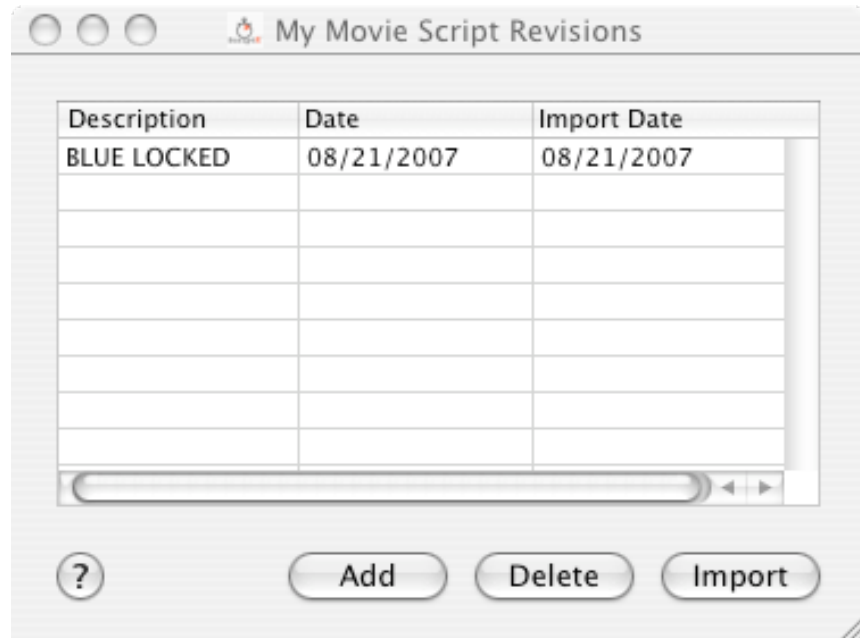 My Movie Script Revisions
Description Date Import Date
BLUE LOCKED 08/21/2007 08/21/2007
? Add Delete Import